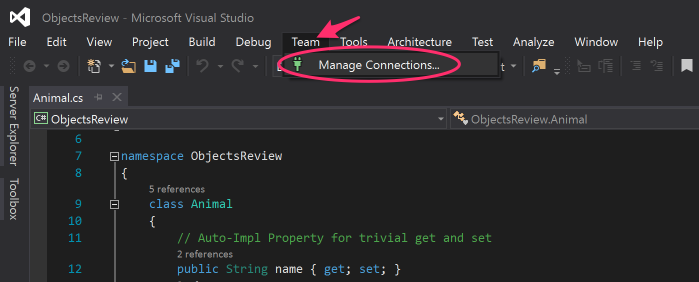 ObjectsReview - Microsoft Visual Studio
File Edit View Project Build Debug Team Tools Architecture Test Analyze Window Help
Manage Connections...
Server Explorer
Toolbox
Animal.cs
C# ObjectsReview
ObjectsReview.Animal
6
7 namespace ObjectsReview
8 {
5 references
9 class Animal
10 {
11 // Auto-Impl Property for trivial get and set
2 references
12 public String name { get; set; }